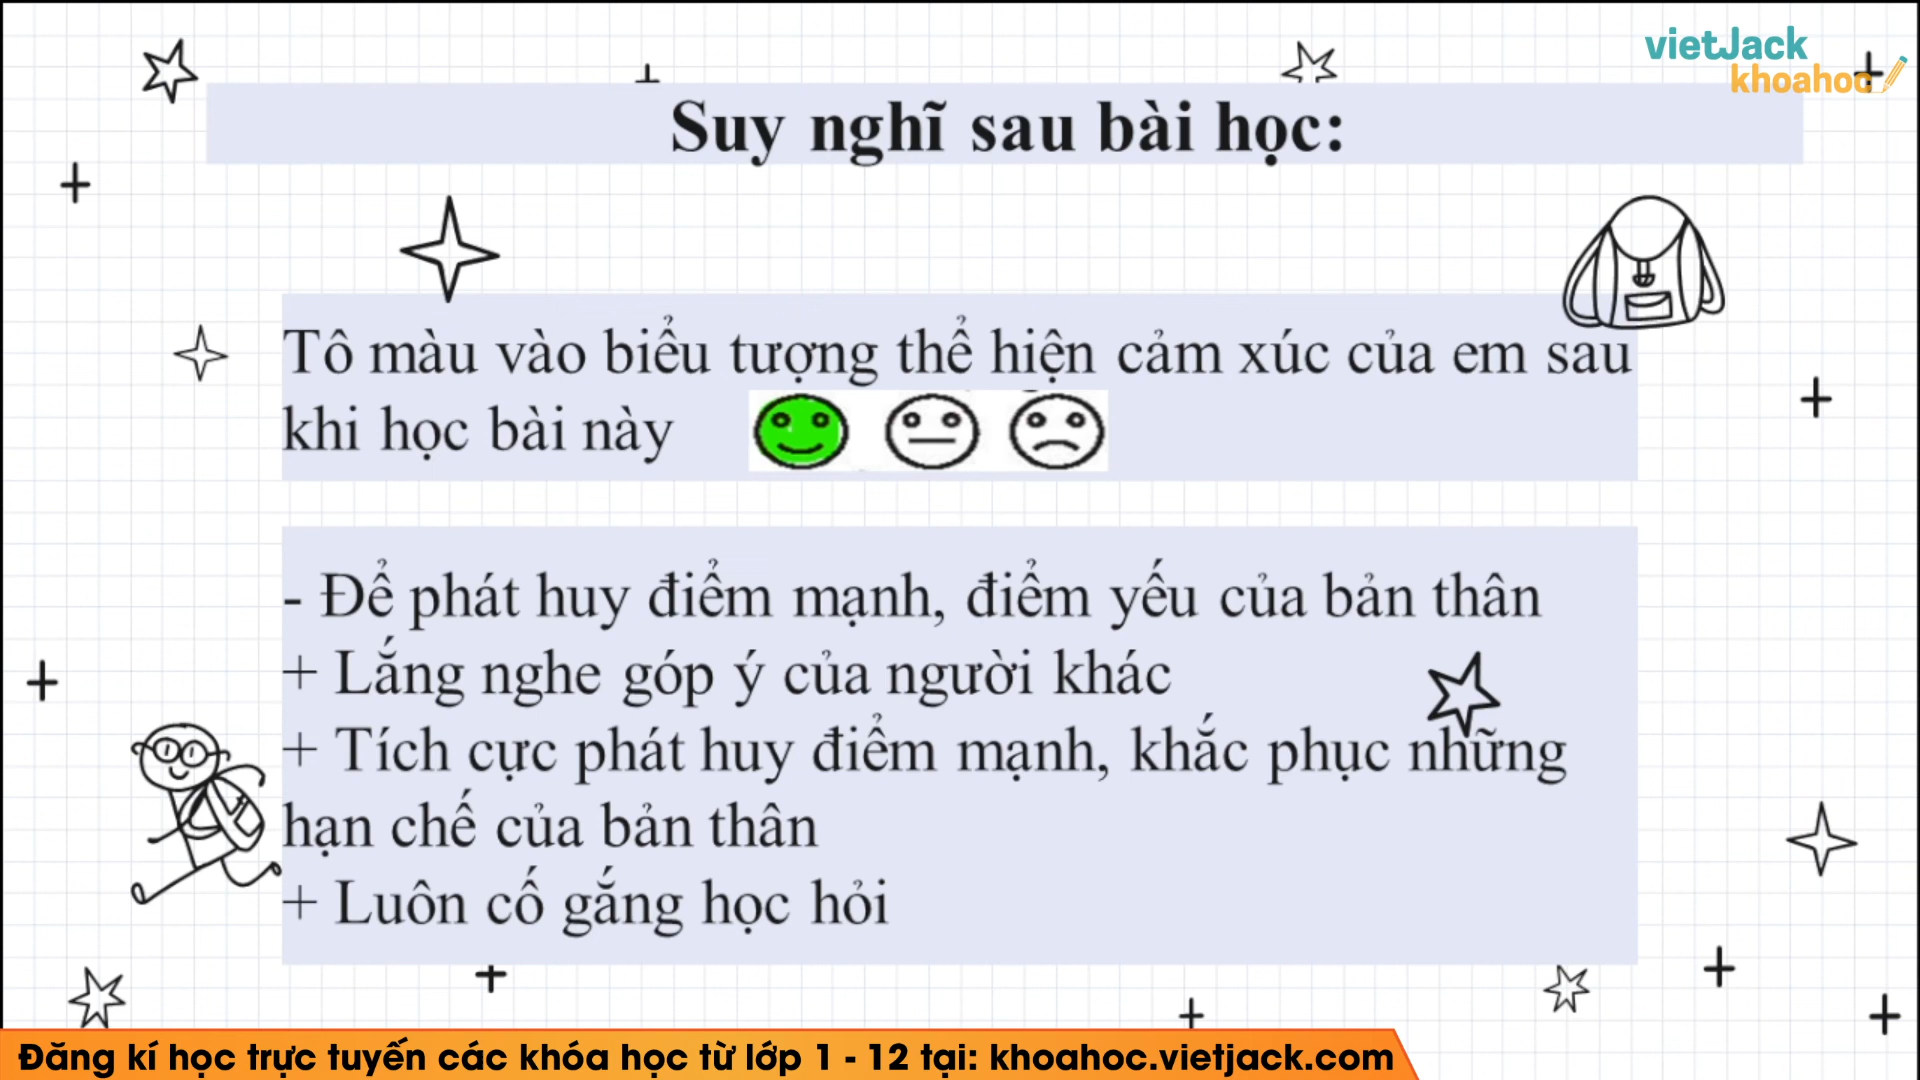 vietJack
khoahoc
Suy nghĩ sau bài học:
Tô màu vào biểu tượng thể hiện cảm xúc của em sau
khi học bài này
- Để phát huy điểm mạnh, điểm yếu của bản thân
+ Lắng nghe góp ý của người khác
+ Tích cực phát huy điểm mạnh, khắc phục những
hạn chế của bản thân
+ Luôn cố gắng học hỏi
Đăng kí học trực tuyến các khóa học từ lớp 1 - 12 tại: khoahoc.vietjack.com